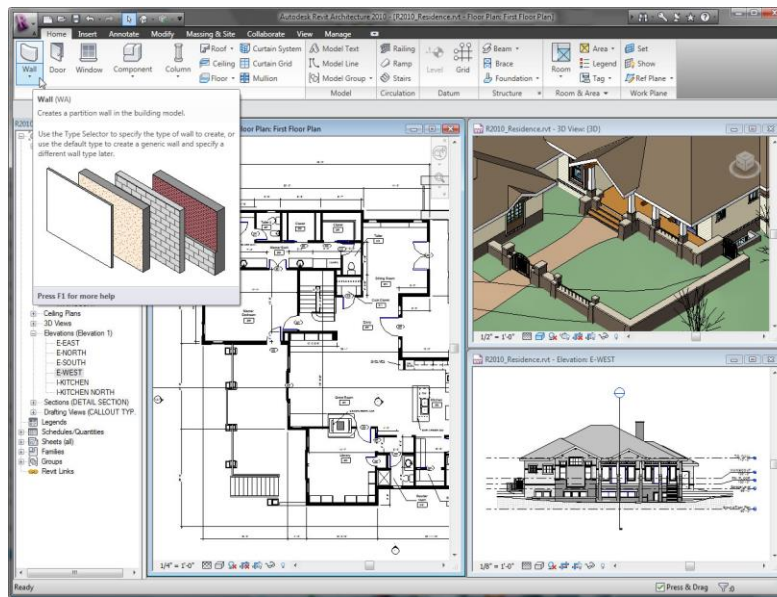 Autodesk Revit Architecture 2010 - [R2010_Residence.rvt - Floor Plan: First Floor Plan]
Home Insert Annotate Modify Massing & Site Collaborate View Manage
Wall Door Window Component Column
Roof Curtain System Model Text Railing Beam Area Set
Ceiling Curtain Grid Model Line Ramp Level Grid Brace Room Legend Show
Floor Mullion Model Group Stairs Foundation Tag Ref Plane
Model Circulation Datum Structure Room & Area Work Plane
Wall (WA)
Creates a partition wall in the building model.
Use the Type Selector to specify the type of wall to create, or
use the default type to create a generic wall and specify a
different wall type later.
Press F1 for more help
Ceiling Plans
3D Views
Elevations (Elevation 1)
E-EAST
E-NORTH
E-SOUTH
E-WEST
I-KITCHEN
I-KITCHEN NORTH
Sections (DETAIL SECTION)
Drafting Views (CALLOUT TYP.
Legends
Schedules/Quantities
Sheets (all)
Families
Groups
Revit Links
oor Plan: First Floor Plan
1/4" = 1'-0"
R2010_Residence.rvt - 3D View: {3D}
1/2" = 1'-0"
R2010_Residence.rvt - Elevation: E-WEST
1/8" = 1'-0"
Ready
Press & Drag
:0